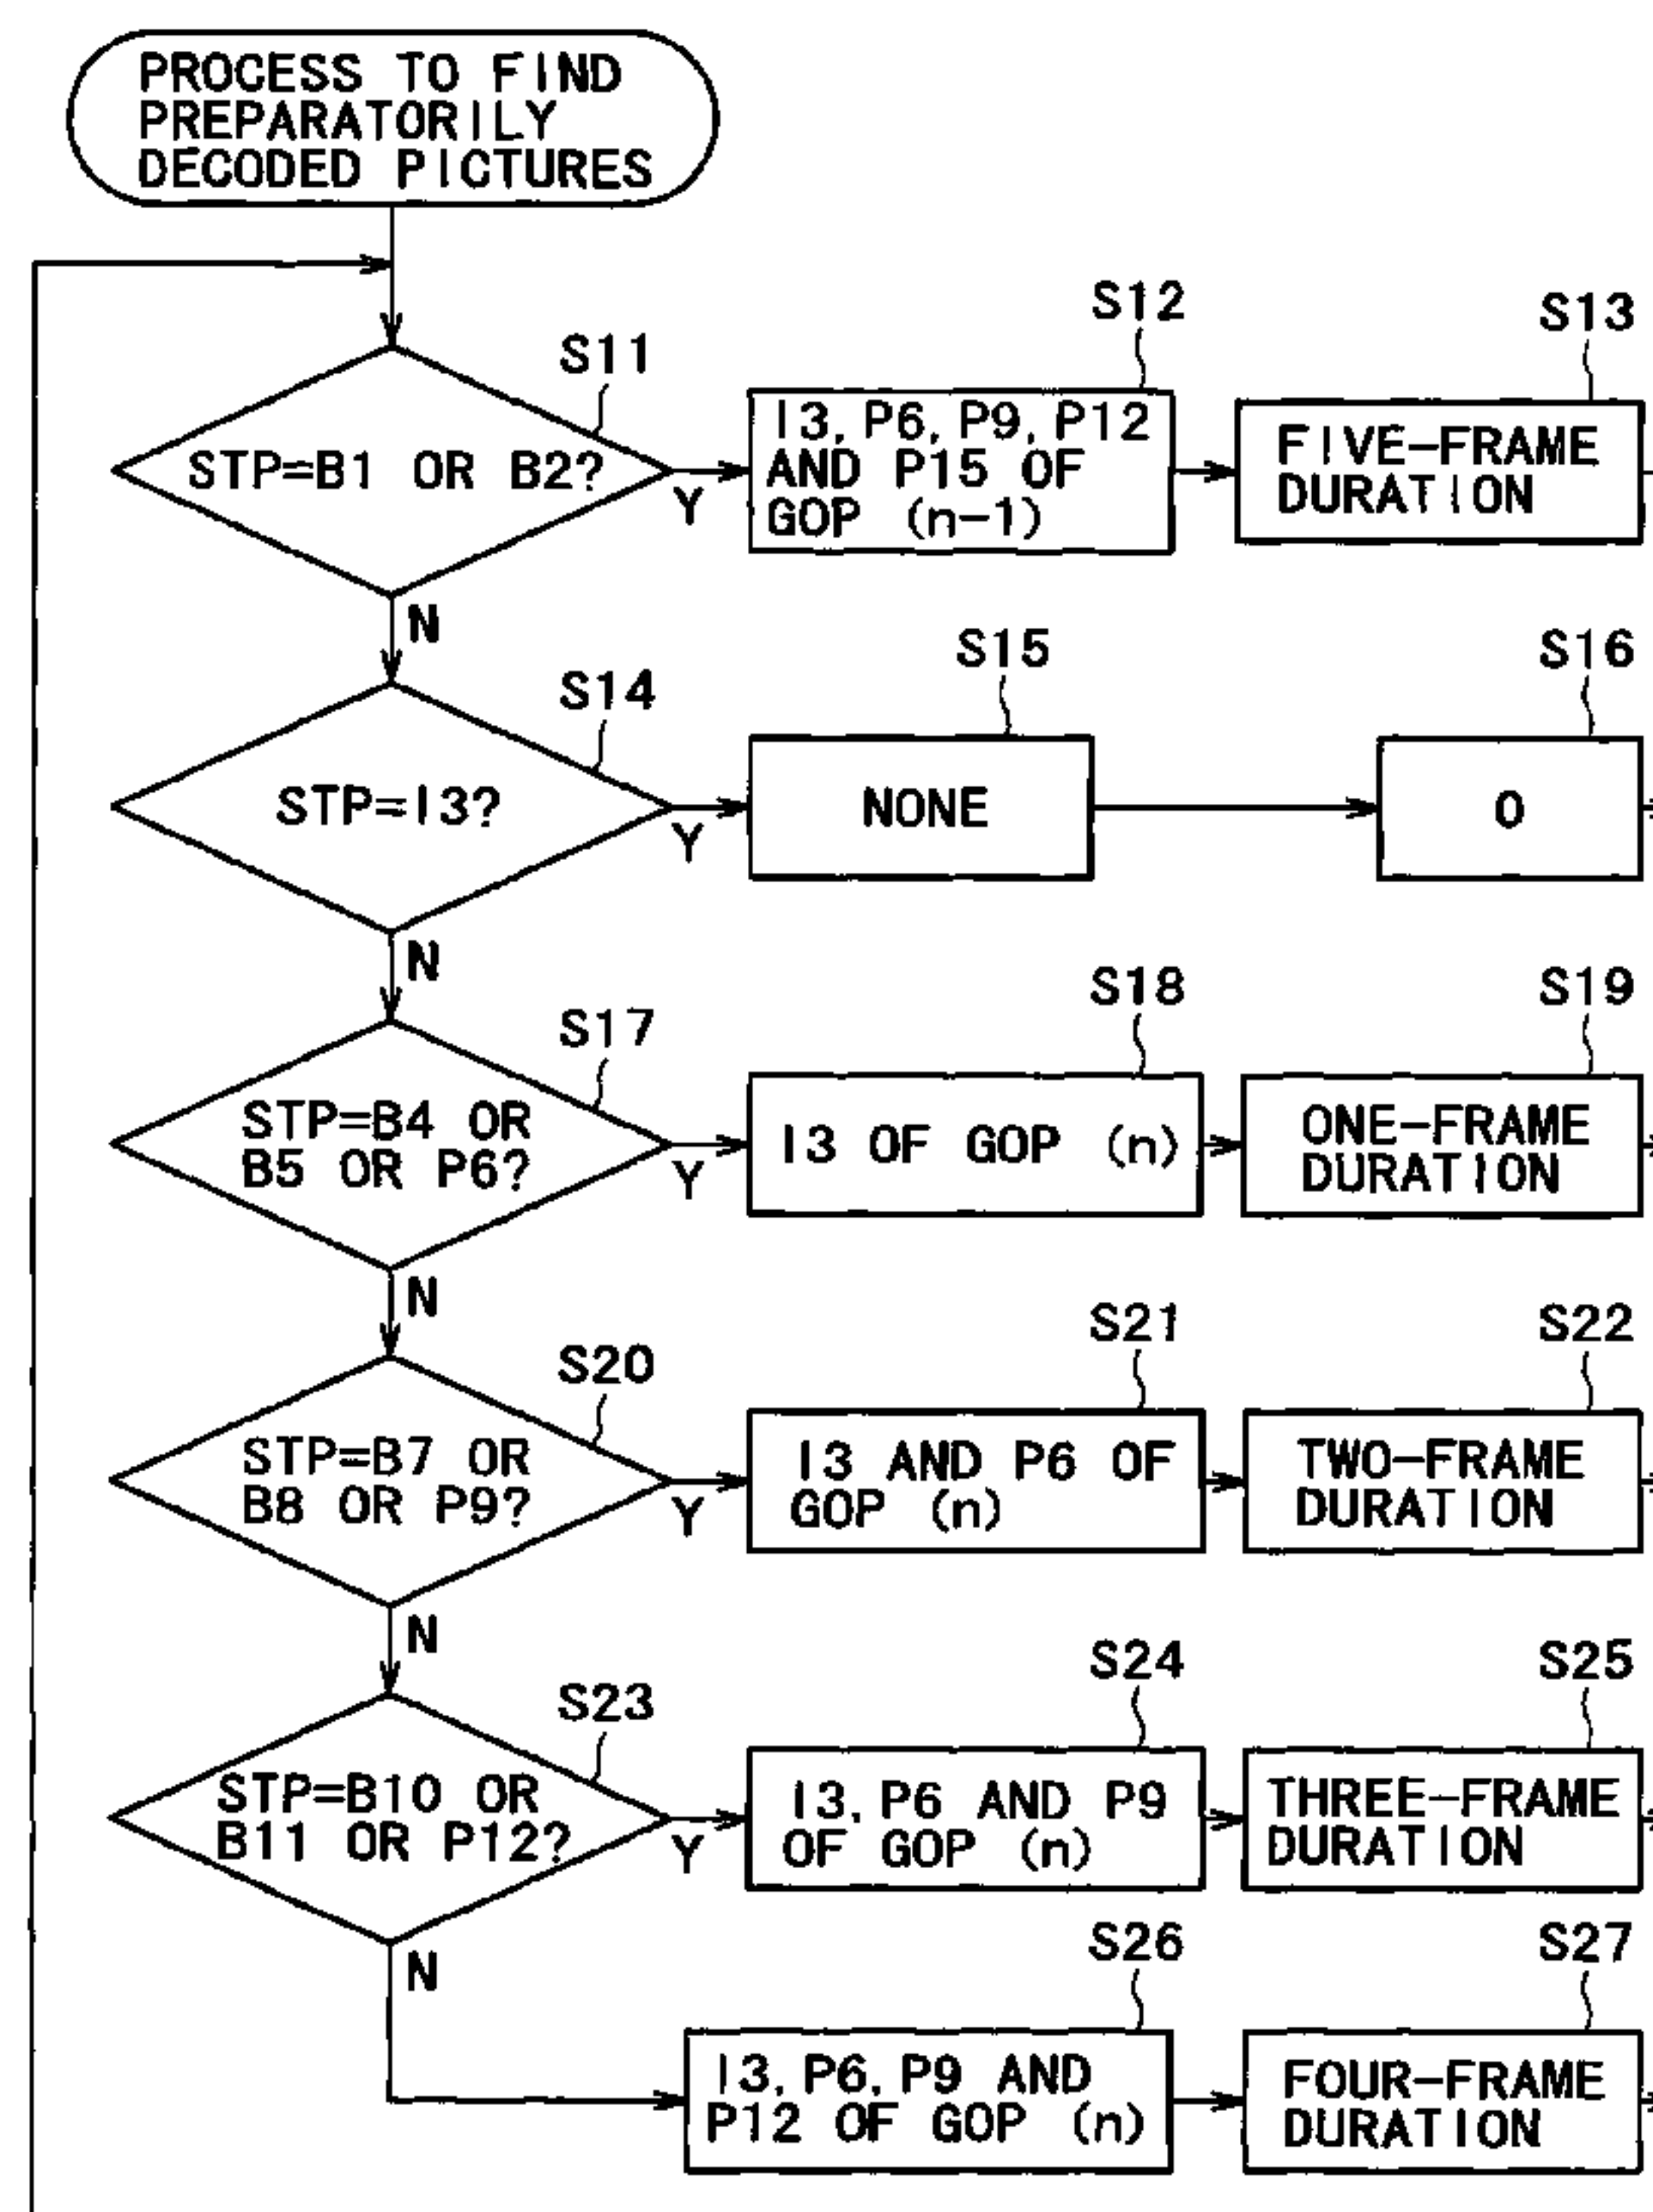 PROCESS TO FIND
PREPARATORILY
DECODED PICTURES
S11
STP=B1 OR B2?
Y
N
S12
I3, P6, P9, P12
AND P15 OF
GOP (n-1)
S13
FIVE-FRAME
DURATION
S14
STP=I3?
Y
N
S15
NONE
S16
0
S17
STP=B4 OR
B5 OR P6?
Y
N
S18
I3 OF GOP (n)
S19
ONE-FRAME
DURATION
S20
STP=B7 OR
B8 OR P9?
Y
N
S21
I3 AND P6 OF
GOP (n)
S22
TWO-FRAME
DURATION
S23
STP=B10 OR
B11 OR P12?
Y
N
S24
I3, P6 AND P9
OF GOP (n)
S25
THREE-FRAME
DURATION
S26
I3, P6, P9 AND
P12 OF GOP (n)
S27
FOUR-FRAME
DURATION